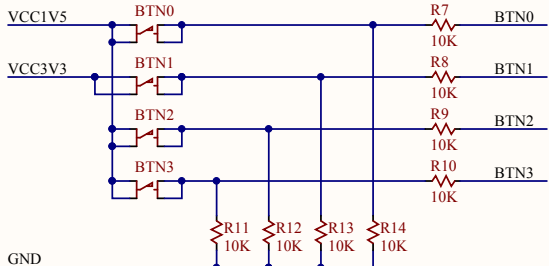 VCC1V5 BTN0 R7 BTN0
10K
VCC3V3 BTN1 R8 BTN1
10K
BTN2 R9 BTN2
10K
BTN3 R10 BTN3
10K
R11 R12 R13 R14
10K 10K 10K 10K
GND